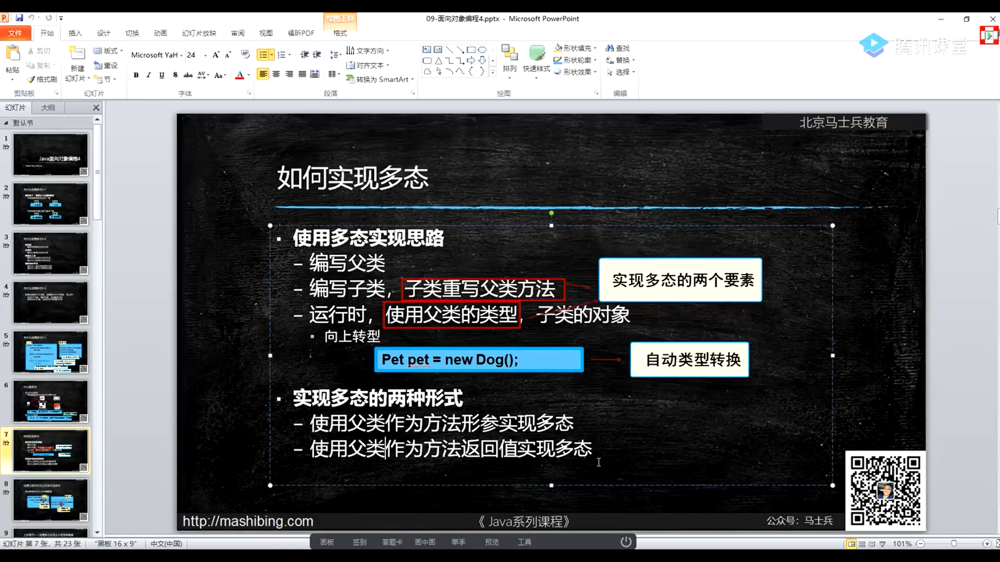 09-面向对象编程4.pptx - Microsoft PowerPoint
绘图工具
文件 开始 插入 设计 切换 动画 幻灯片放映 审阅 视图 福昕PDF 格式
腾讯课堂
粘贴
剪切
复制
格式刷
剪贴板
新建
幻灯片
版式
重设
节
幻灯片
Microsoft YaH 24
字体
文字方向
对齐文本
转换为 SmartArt
段落
排列
快速样式
形状填充
形状轮廓
形状效果
绘图
查找
替换
选择
编辑
幻灯片 大纲
默认节
1
Java面向对象编程4
2
3
4
5
6
7
8
9
北京马士兵教育
如何实现多态
使用多态实现思路
– 编写父类
– 编写子类，子类重写父类方法
实现多态的两个要素
– 运行时，使用父类的类型，子类的对象
向上转型
Pet pet = new Dog();
自动类型转换
实现多态的两种形式
– 使用父类作为方法形参实现多态
– 使用父类作为方法返回值实现多态
http://mashibing.com
《 Java系列课程》
公众号：马士兵
画板 签到 答题卡 画中画 举手 预览 工具
幻灯片 第 7 张，共 23 张 "黑板 16 x 9" 中文(中国) 101%